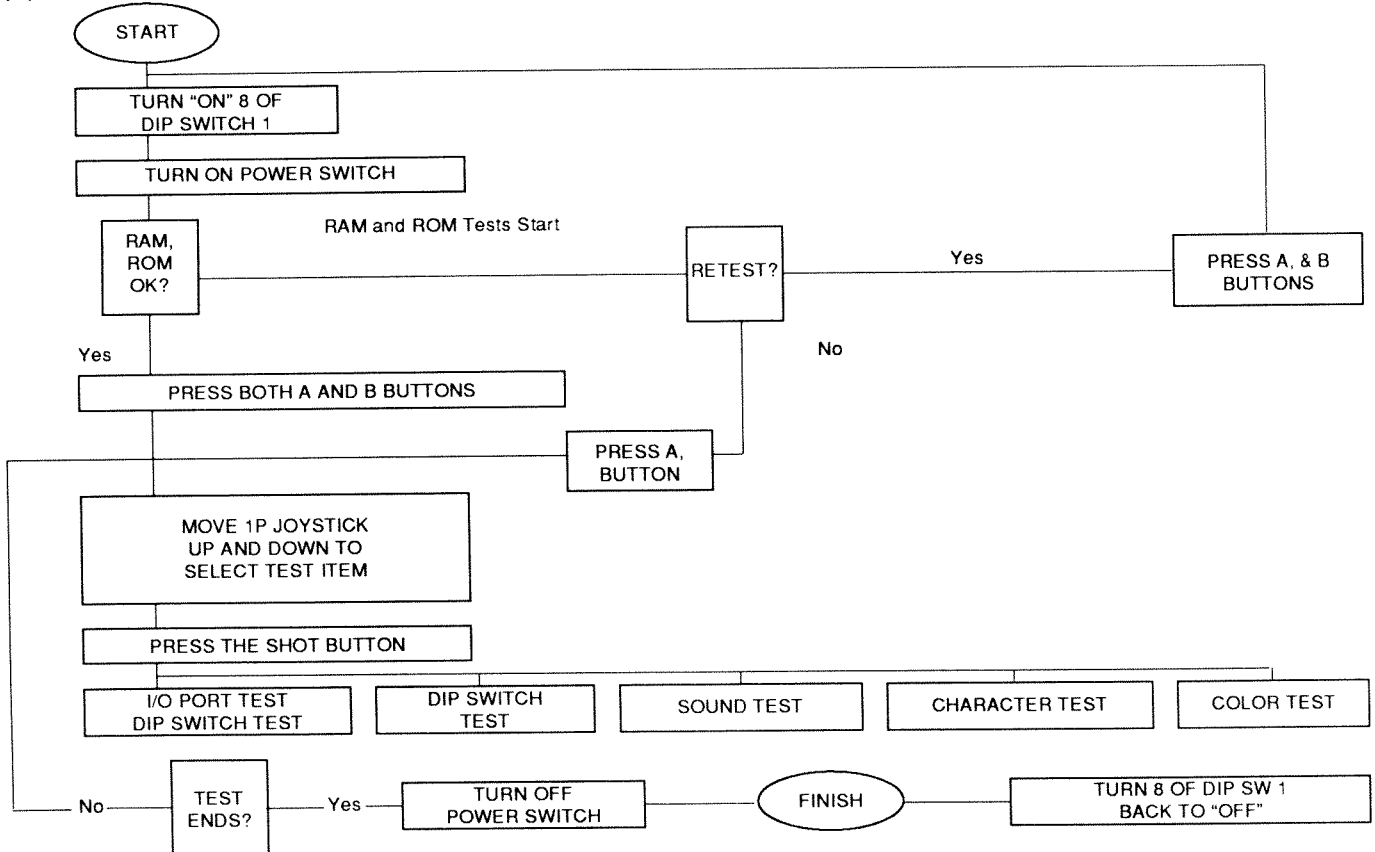 START
TURN “ON” 8 OF
DIP SWITCH 1
TURN ON POWER SWITCH
RAM and ROM Tests Start
RAM,
ROM
OK?
RETEST?
Yes
PRESS A, & B
BUTTONS
Yes
No
PRESS BOTH A AND B BUTTONS
PRESS A,
BUTTON
MOVE 1P JOYSTICK
UP AND DOWN TO
SELECT TEST ITEM
PRESS THE SHOT BUTTON
I/O PORT TEST
DIP SWITCH TEST
DIP SWITCH
TEST
SOUND TEST
CHARACTER TEST
COLOR TEST
No
TEST
ENDS?
Yes
TURN OFF
POWER SWITCH
FINISH
TURN 8 OF DIP SW 1
BACK TO “OFF”